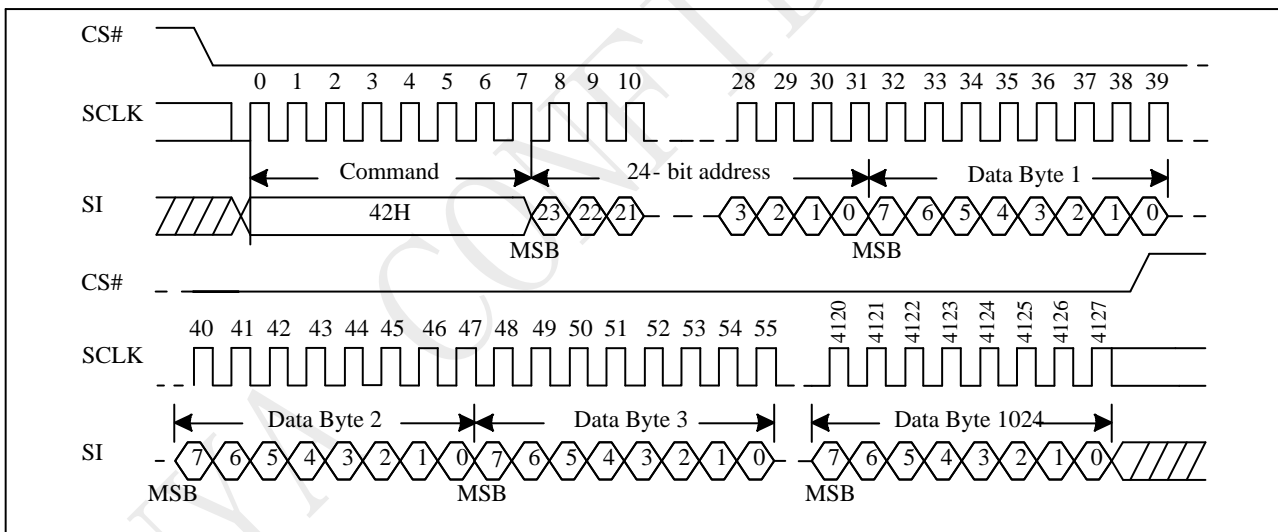 CS#
0 1 2 3 4 5 6 7 8 9 10 28 29 30 31 32 33 34 35 36 37 38 39
SCLK
Command 24- bit address Data Byte 1
SI 42H 23 22 21 3 2 1 0 7 6 5 4 3 2 1 0
MSB MSB
CS#
40 41 42 43 44 45 46 47 48 49 50 51 52 53 54 55 4120 4121 4122 4123 4124 4125 4126 4127
SCLK
Data Byte 2 Data Byte 3 Data Byte 1024
SI 7 6 5 4 3 2 1 0 7 6 5 4 3 2 1 0 7 6 5 4 3 2 1 0
MSB MSB MSB